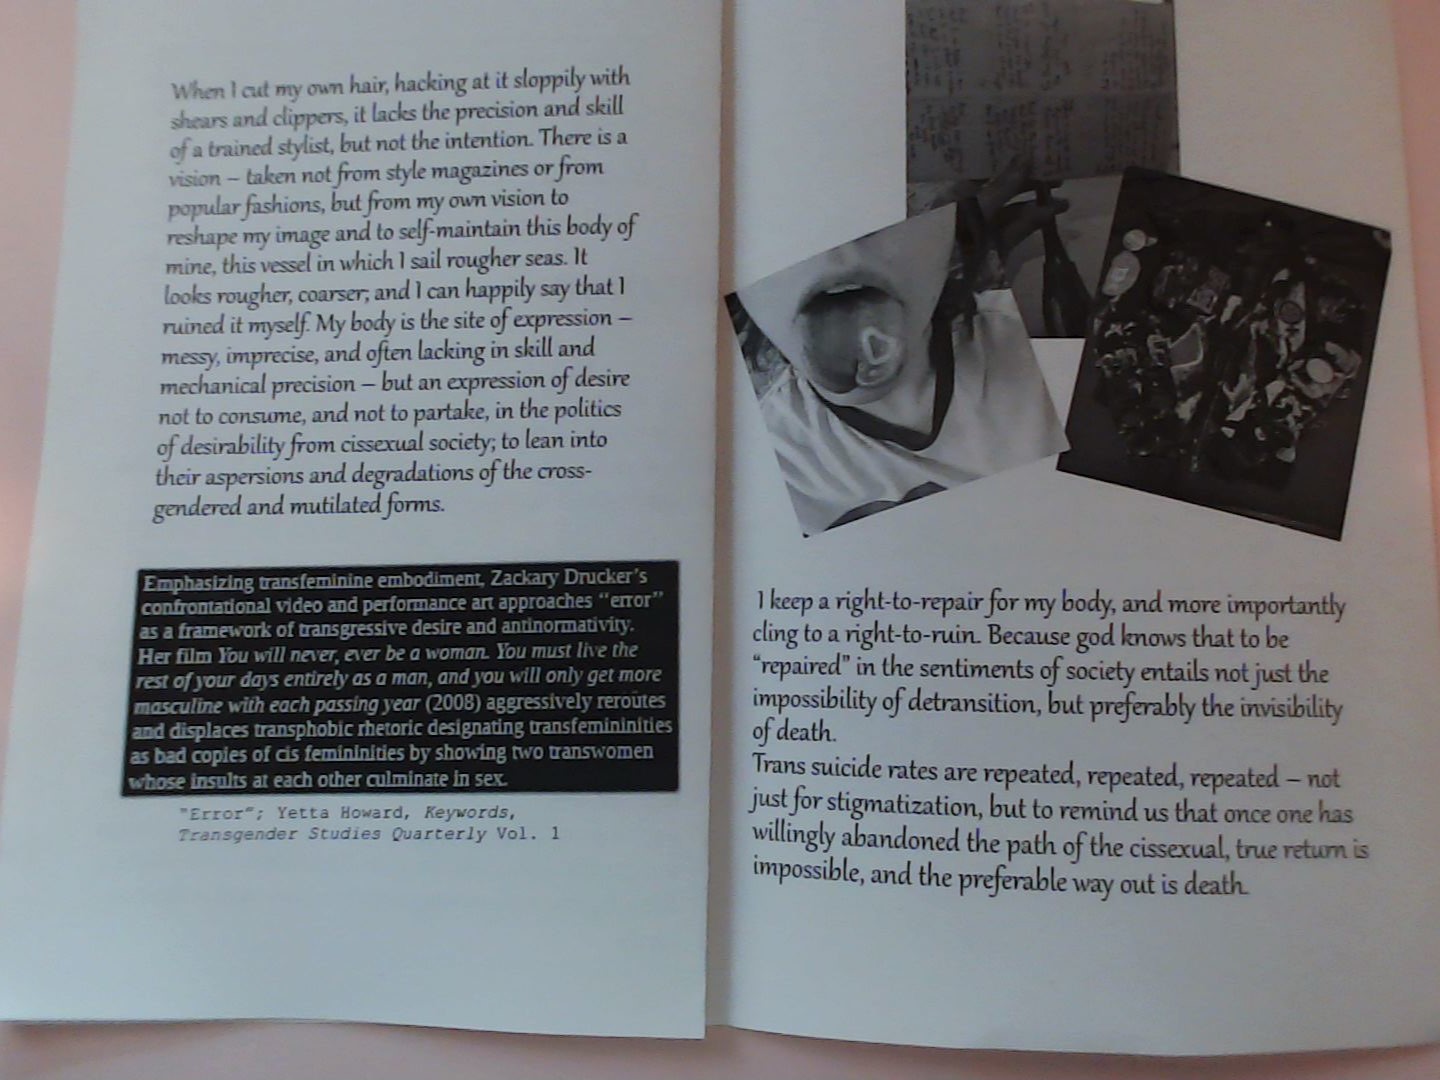 When I cut my own hair, hacking at it sloppily with
shears and clippers, it lacks the precision and skill
of a trained stylist, but not the intention. There is a
vision – taken not from style magazines or from
popular fashions, but from my own vision to
reshape my image and to self-maintain this body of
mine, this vessel in which I sail rougher seas. It
looks rougher, coarser, and I can happily say that I
ruined it myself. My body is the site of expression –
messy, imprecise, and often lacking in skill and
mechanical precision – but an expression of desire
not to consume, and not to partake, in the politics
of desirability from cissexual society; to lean into
their aspersions and degradations of the cross-
gendered and mutilated forms.
Emphasizing transfeminine embodiment, Zackary Drucker's
confrontational video and performance art approaches "error"
as a framework of transgressive desire and antinormativity.
Her film You will never, ever be a woman. You must live the
rest of your days entirely as a man, and you will only get more
masculine with each passing year (2008) aggressively reroutes
and displaces transphobic rhetoric designating transfemininities
as bad copies of cis femininities by showing two transwomen
whose insults at each other culminate in sex.
"Error"; Yetta Howard, Keywords,
Transgender Studies Quarterly Vol. 1
I keep a right-to-repair for my body, and more importantly
cling to a right-to-ruin. Because god knows that to be
“repaired” in the sentiments of society entails not just the
impossibility of detransition, but preferably the invisibility
of death.
Trans suicide rates are repeated, repeated, repeated – not
just for stigmatization, but to remind us that once one has
willingly abandoned the path of the cissexual, true return is
impossible, and the preferable way out is death.